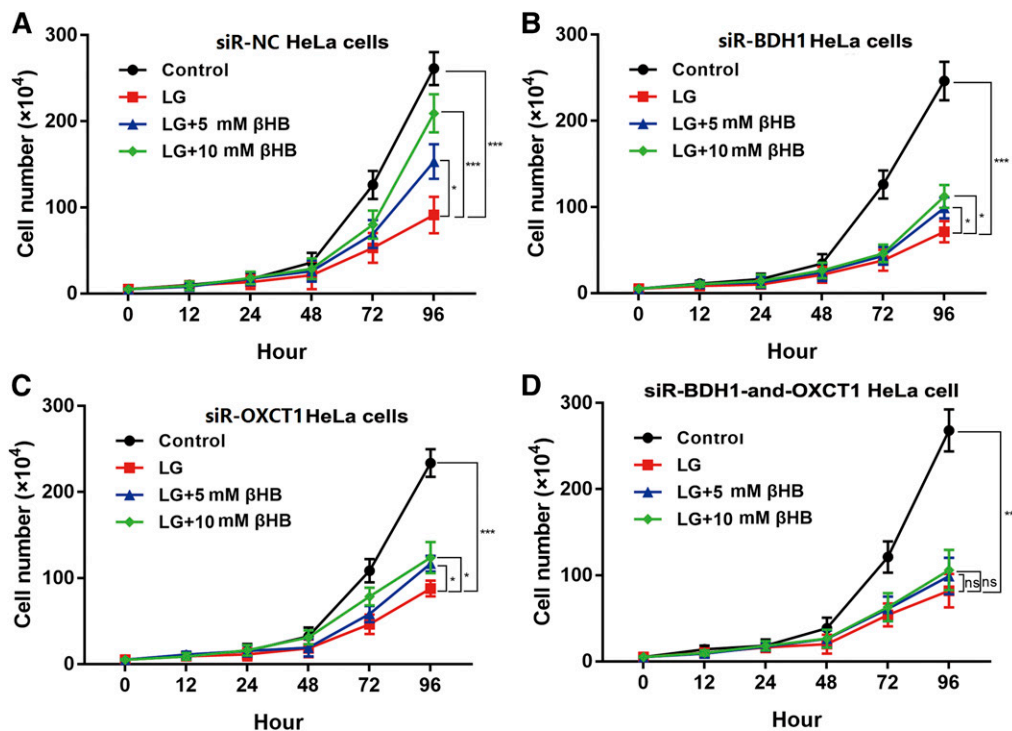 A
siR-NC HeLa cells
Cell number (×10⁴)
300
200
100
0
Control
LG
LG+5 mM βHB
LG+10 mM βHB
***
***
*
0 12 24 48 72 96
Hour
B
siR-BDH1 HeLa cells
Cell number (×10⁴)
300
200
100
0
Control
LG
LG+5 mM βHB
LG+10 mM βHB
***
*
*
0 12 24 48 72 96
Hour
C
siR-OXCT1 HeLa cells
Cell number (×10⁴)
300
200
100
0
Control
LG
LG+5 mM βHB
LG+10 mM βHB
***
*
*
0 12 24 48 72 96
Hour
D
siR-BDH1-and-OXCT1 HeLa cell
Cell number (×10⁴)
300
200
100
0
Control
LG
LG+5 mM βHB
LG+10 mM βHB
**
ns
ns
0 12 24 48 72 96
Hour